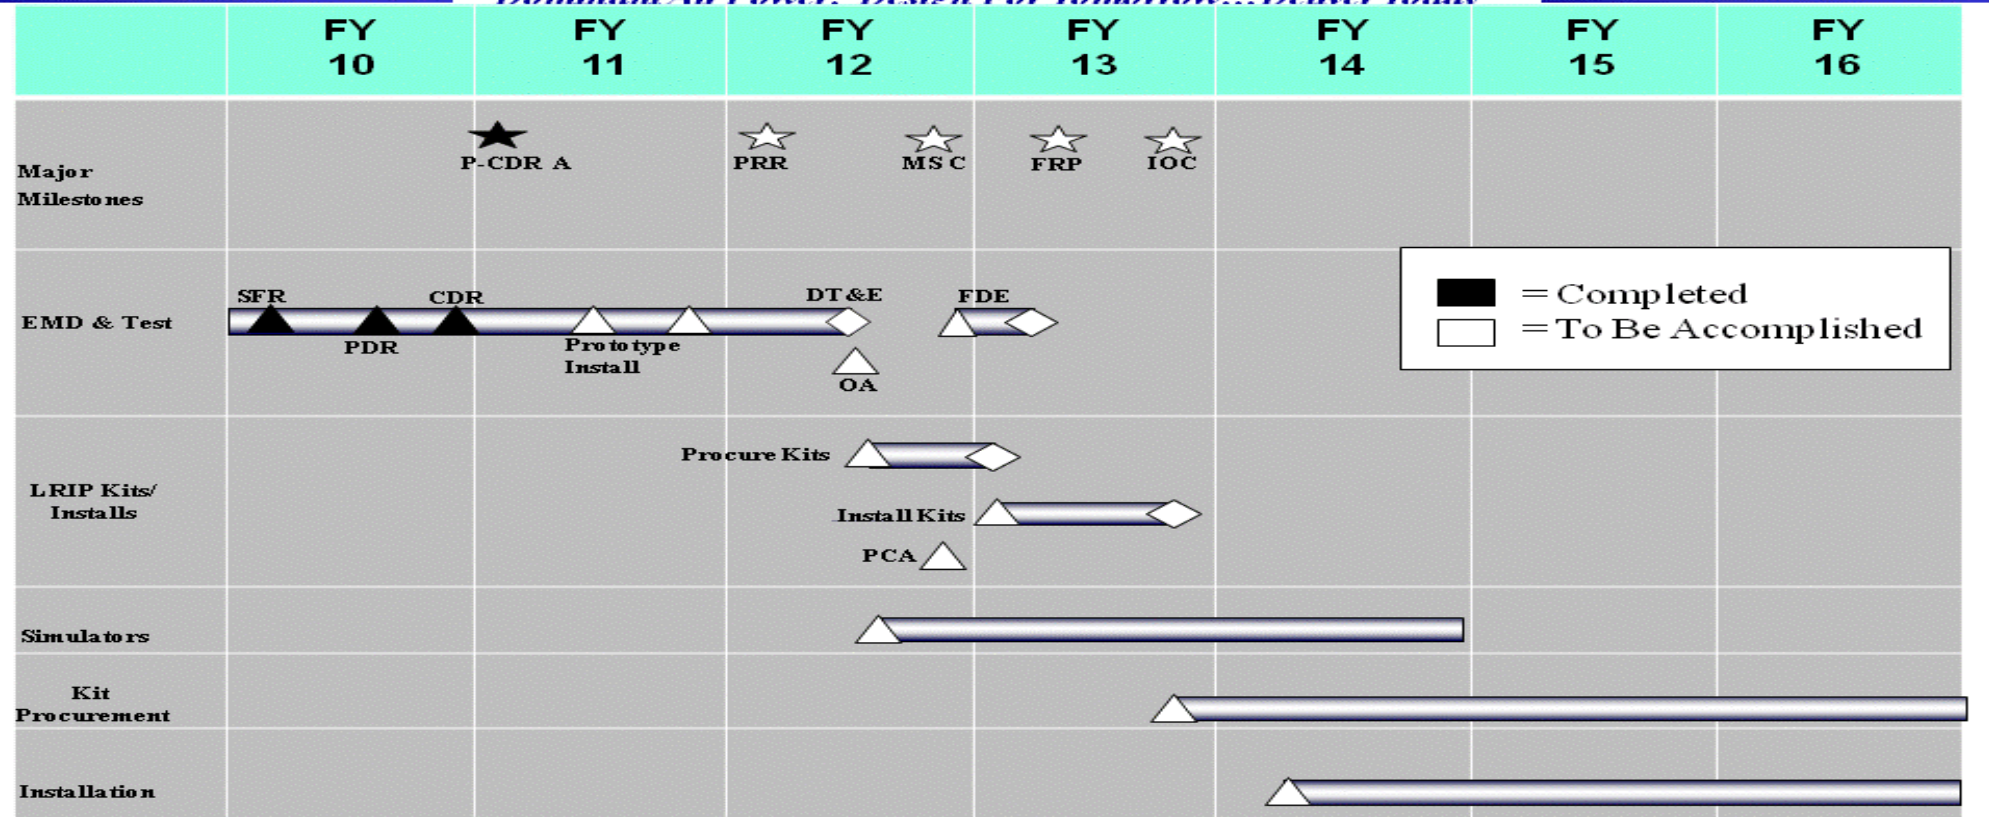 FY
10
FY
11
FY
12
FY
13
FY
14
FY
15
FY
16
Major
Milestones
P-CDR A
PRR
MS C
FRP
IOC
EMD & Test
SFR
PDR
CDR
Prototype
Install
DT&E
OA
FDE
= Completed
= To Be Accomplished
LRIP Kits/
Installs
Procure Kits
Install Kits
PCA
Simulators
Kit
Procurement
Installation